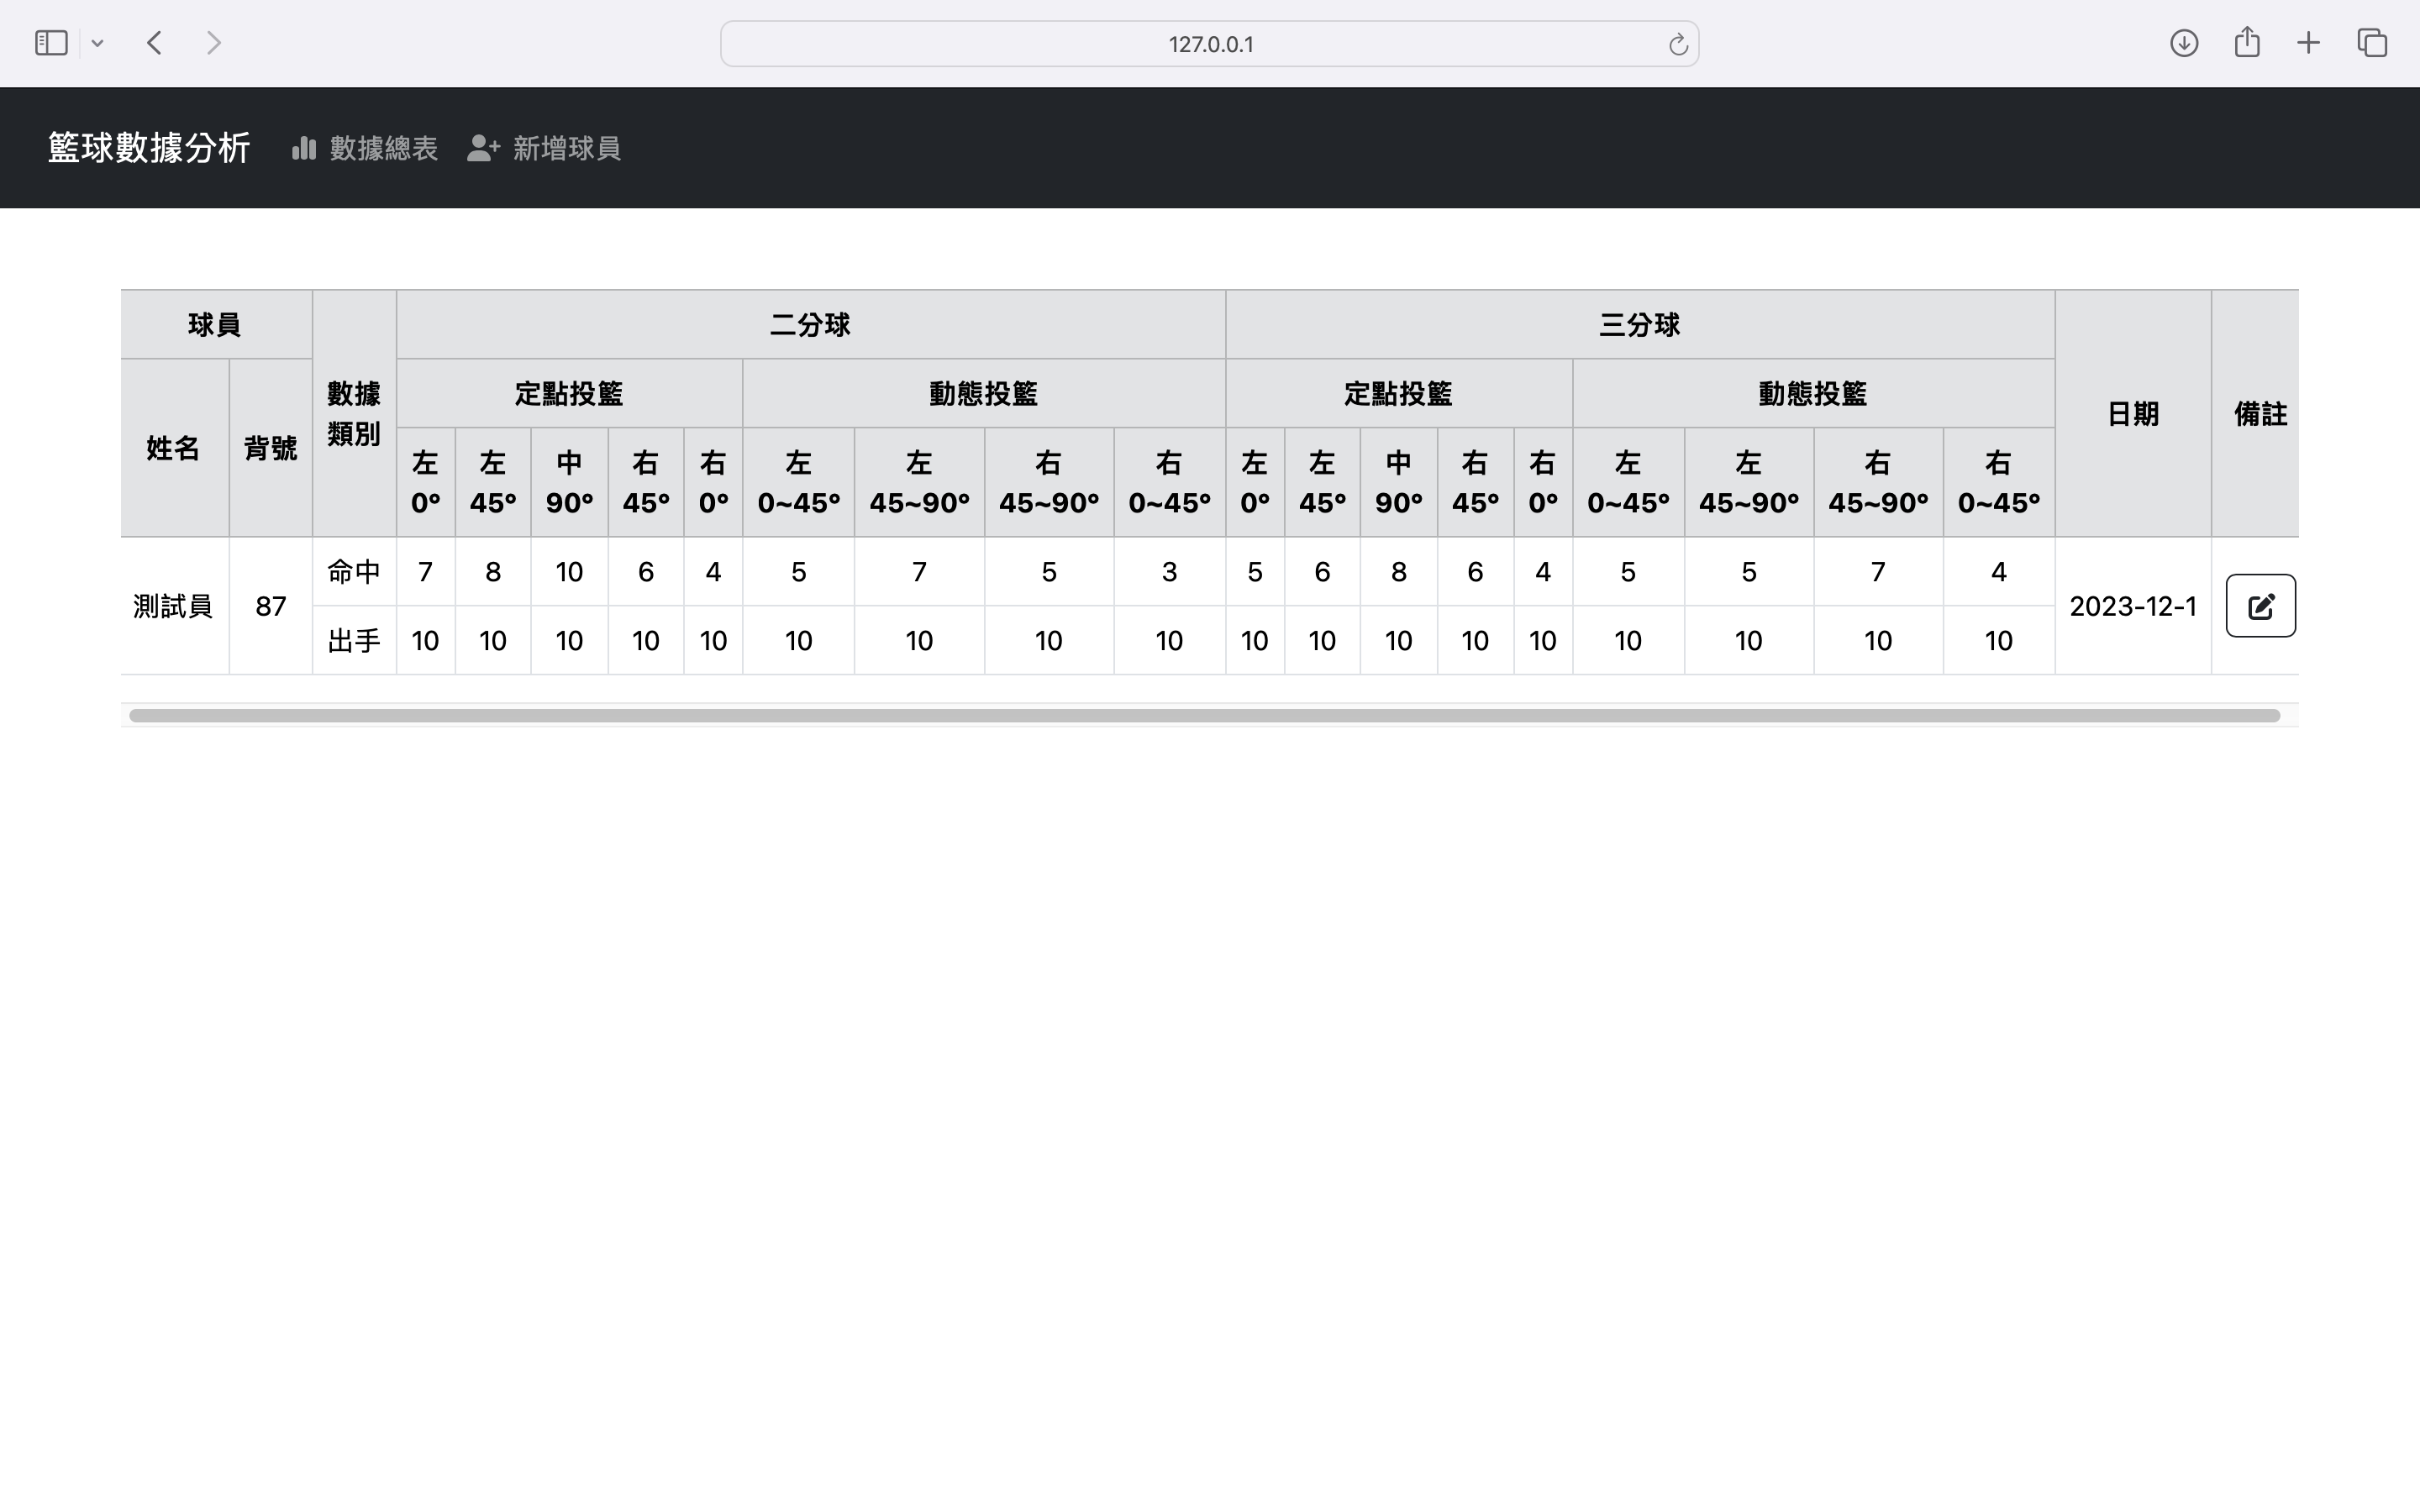 127.0.0.1
籃球數據分析 數據總表 新增球員
球員 二分球 三分球
定點投籃 動態投籃 定點投籃 動態投籃
數據
類別
日期 備註
姓名 背號
左 左 中 右 右 左 左 右 右 左 左 中 右 右 左 左 右 右
0° 45° 90° 45° 0° 0~45° 45~90° 45~90° 0~45° 0° 45° 90° 45° 0° 0~45° 45~90° 45~90° 0~45°
命中 7 8 10 6 4 5 7 5 3 5 6 8 6 4 5 5 7 4
測試員 87 2023-12-1
出手 10 10 10 10 10 10 10 10 10 10 10 10 10 10 10 10 10 10